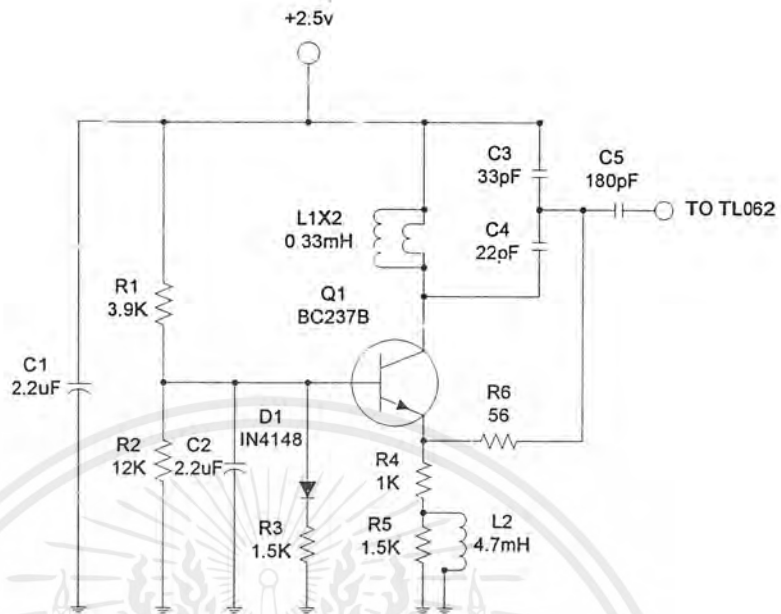 +2.5v
C3
33pF
C5
180pF
TO TL062
L1X2
0.33mH
C4
22pF
R1
3.9K
Q1
BC237B
C1
2.2uF
R6
56
D1
IN4148
R2
12K
C2
2.2uF
R4
1K
R3
1.5K
R5
1.5K
L2
4.7mH